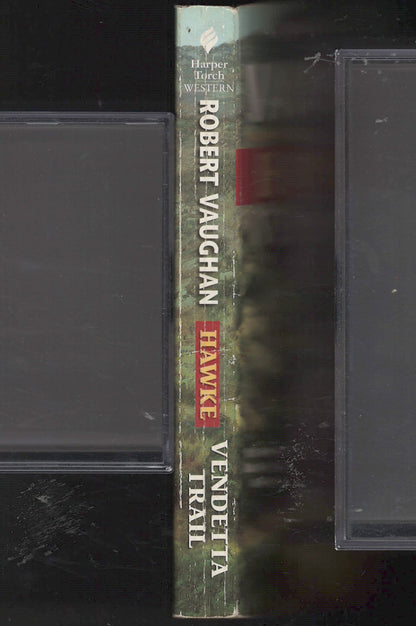 Harper
Torch
WESTERN
ROBERT VAUGHAN
HAWKE
VENDETTA
TRAIL